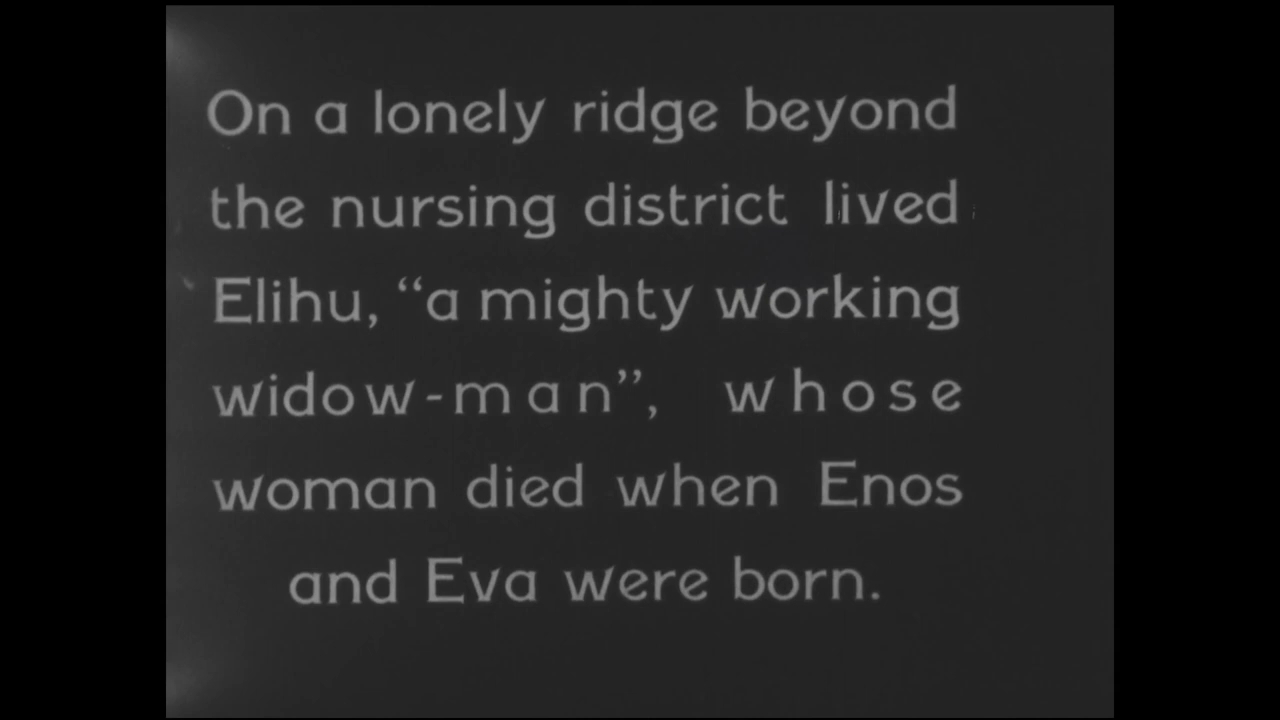 On a lonely ridge beyond
the nursing district lived
Elihu, “a mighty working
widow-man”, whose
woman died when Enos
and Eva were born.